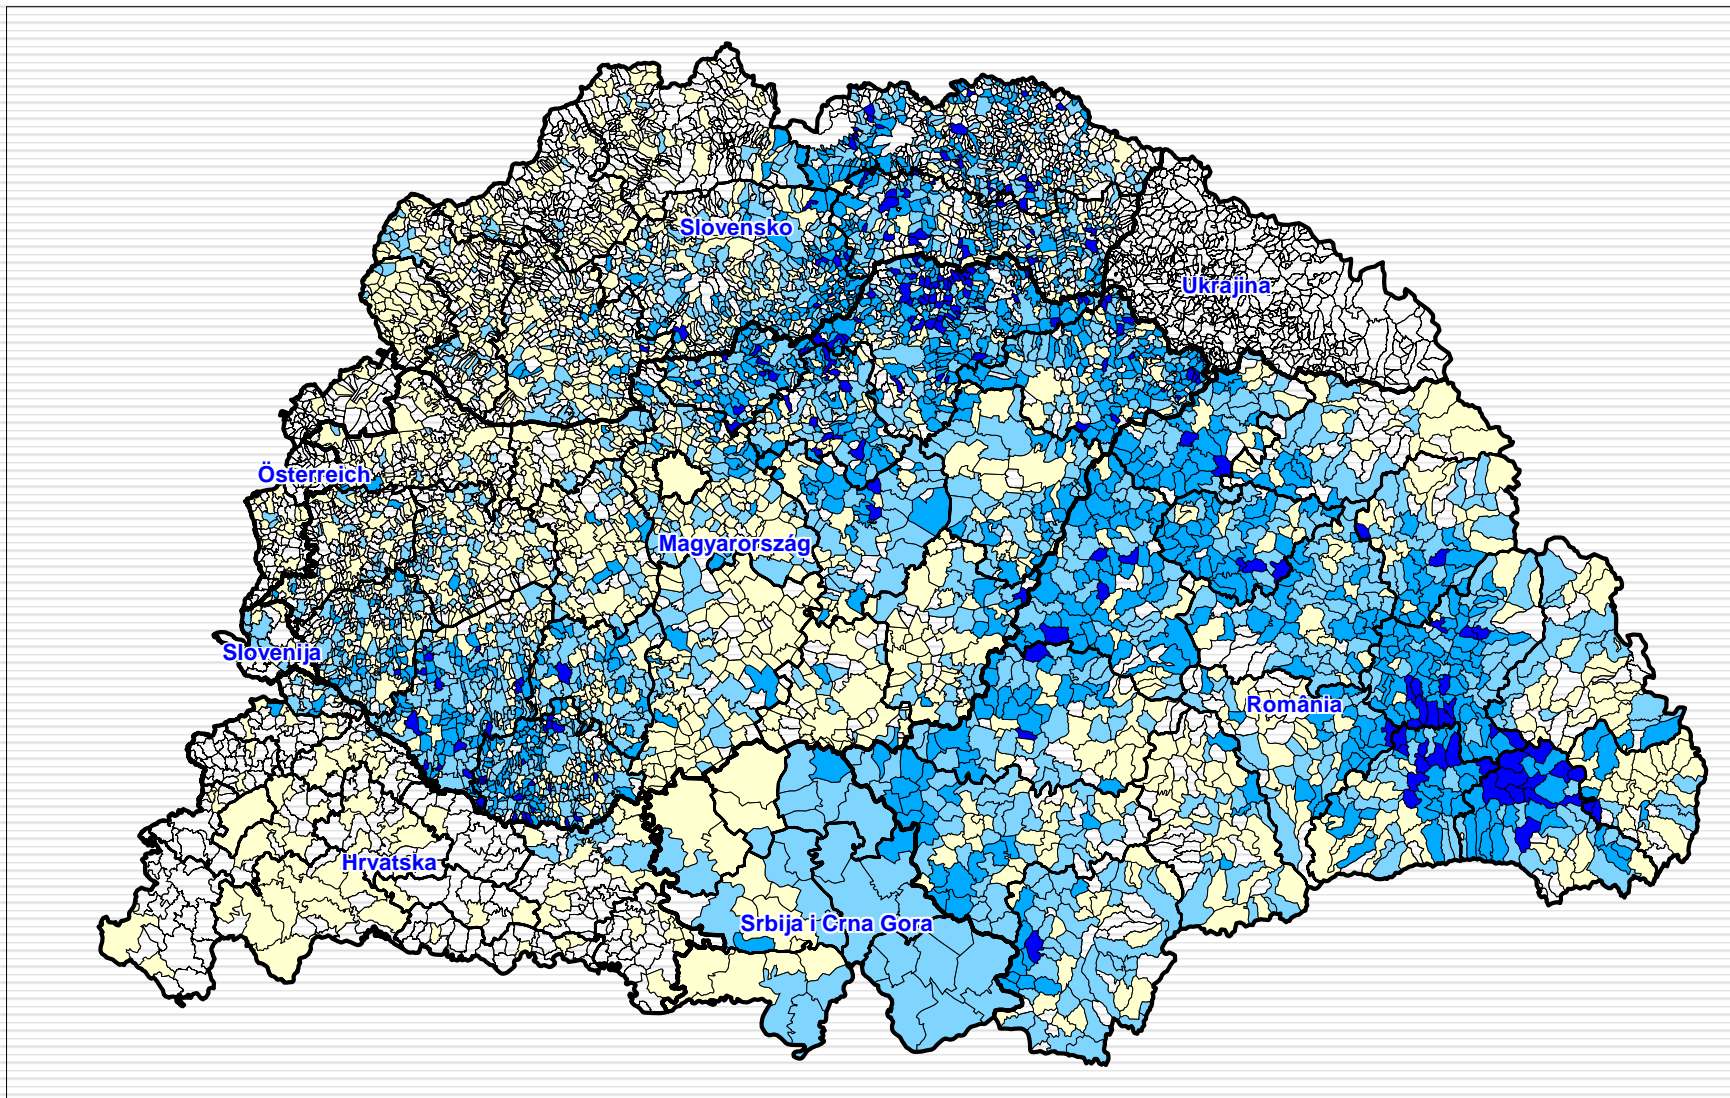 Slovensko
Ukrajina
Österreich
Magyarország
Slovenija
România
Hrvatska
Srbija i Crna Gora